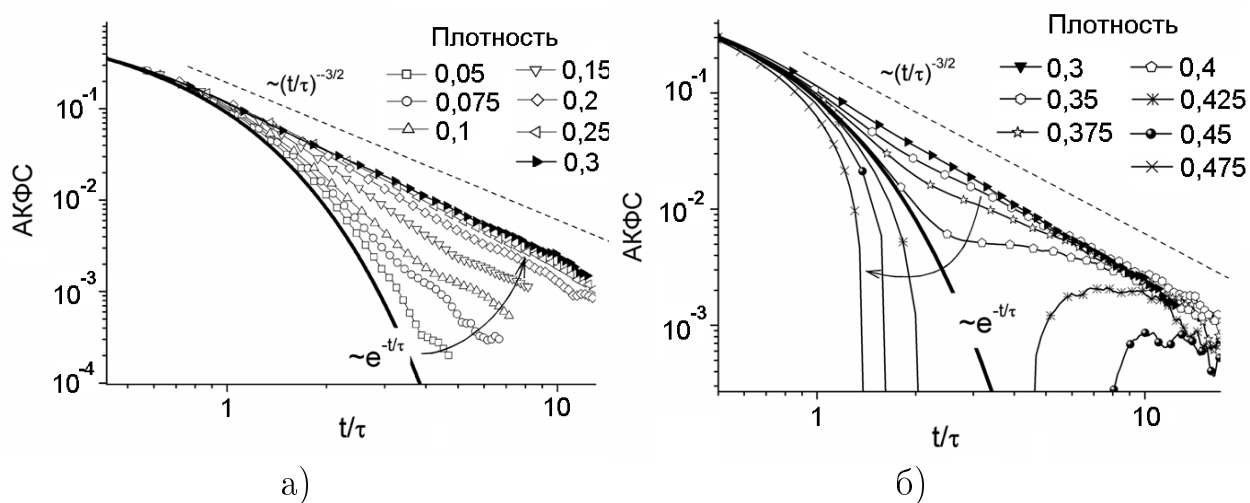 Плотность
0,05
0,075
0,1
0,15
0,2
0,25
0,3
~(t/τ)--3/2
~e-t/τ
АКФС
10-1
10-2
10-3
10-4
1
10
t/τ
а)
Плотность
0,3
0,35
0,375
0,4
0,425
0,45
0,475
~(t/τ)-3/2
~e-t/τ
АКФС
10-1
10-2
10-3
1
10
t/τ
б)